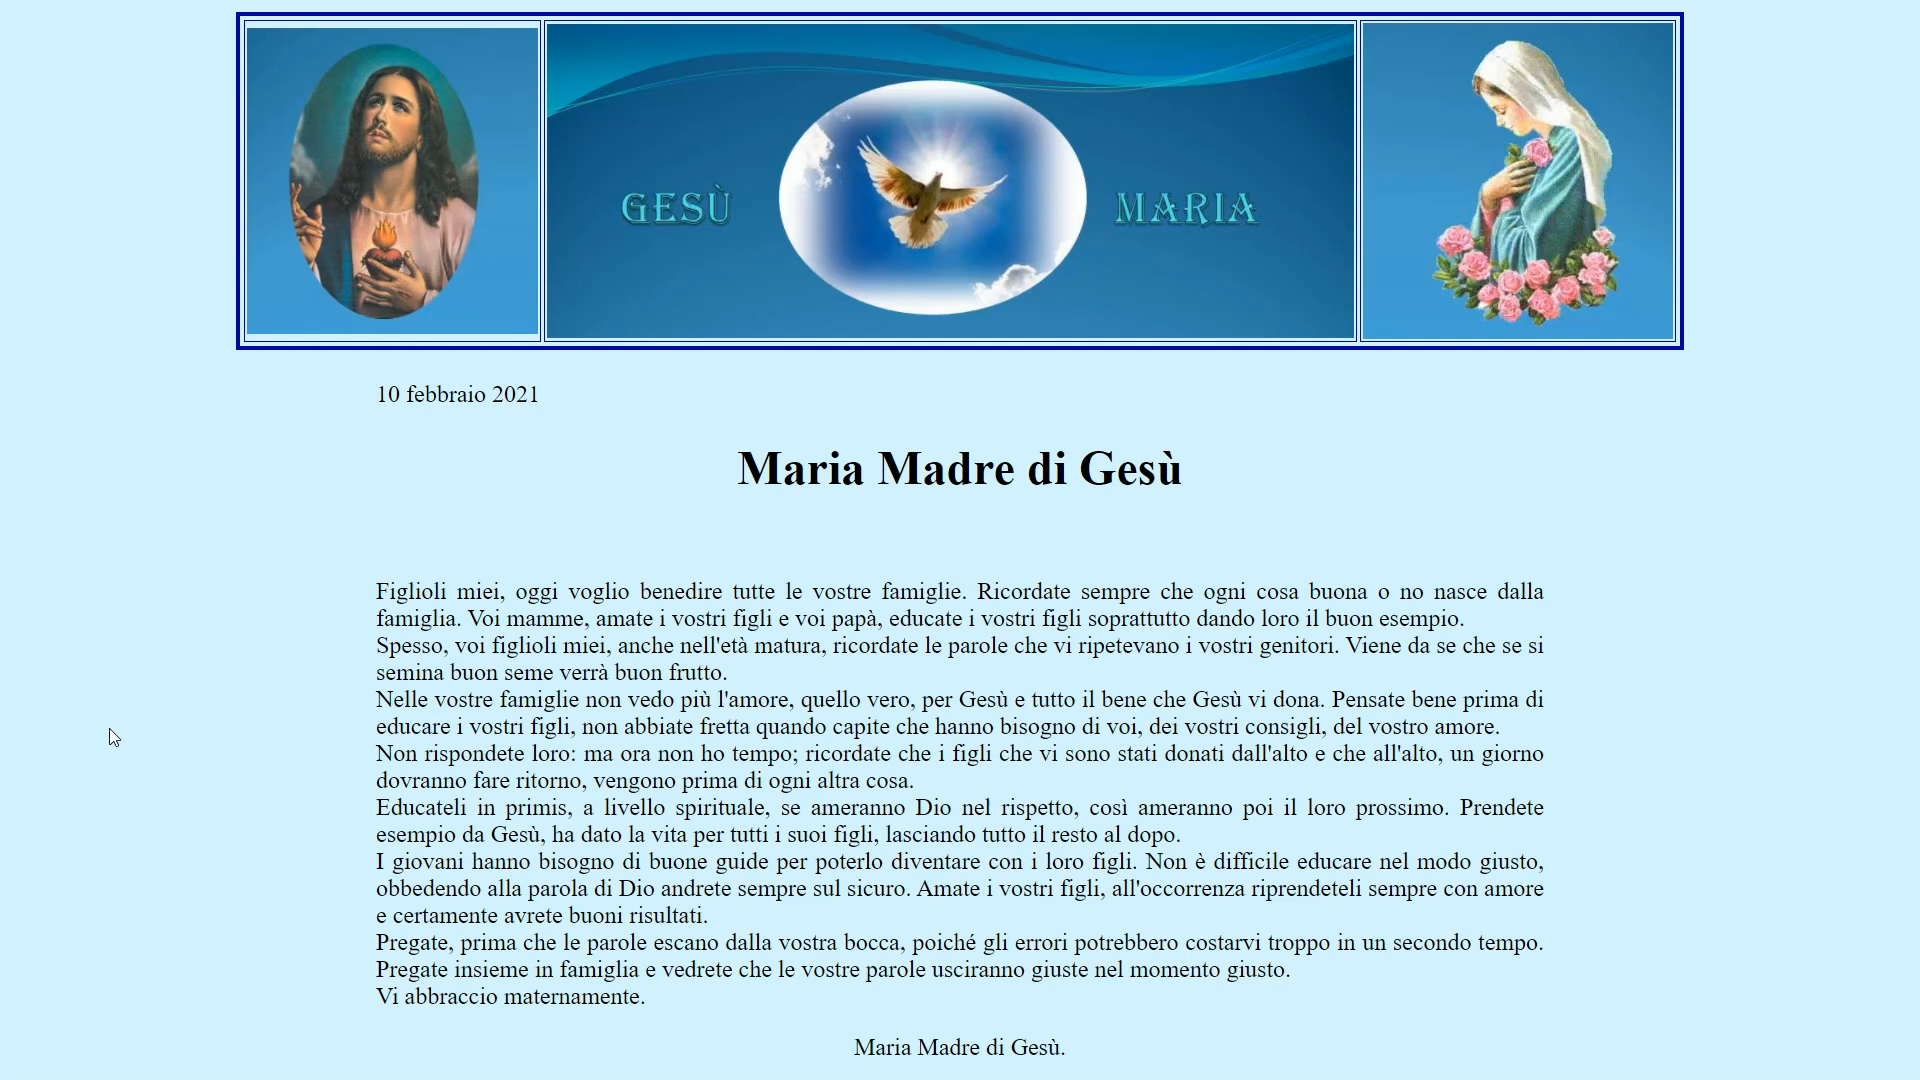 GESÙ
MARIA
10 febbraio 2021
Maria Madre di Gesù
Figlioli miei, oggi voglio benedire tutte le vostre famiglie. Ricordate sempre che ogni cosa buona o no nasce dalla
famiglia. Voi mamme, amate i vostri figli e voi papà, educate i vostri figli soprattutto dando loro il buon esempio.
Spesso, voi figlioli miei, anche nell'età matura, ricordate le parole che vi ripetevano i vostri genitori. Viene da se che se si
semina buon seme verrà buon frutto.
Nelle vostre famiglie non vedo più l'amore, quello vero, per Gesù e tutto il bene che Gesù vi dona. Pensate bene prima di
educare i vostri figli, non abbiate fretta quando capite che hanno bisogno di voi, dei vostri consigli, del vostro amore.
Non rispondete loro: ma ora non ho tempo; ricordate che i figli che vi sono stati donati dall'alto e che all'alto, un giorno
dovranno fare ritorno, vengono prima di ogni altra cosa.
Educateli in primis, a livello spirituale, se ameranno Dio nel rispetto, così ameranno poi il loro prossimo. Prendete
esempio da Gesù, ha dato la vita per tutti i suoi figli, lasciando tutto il resto al dopo.
I giovani hanno bisogno di buone guide per poterlo diventare con i loro figli. Non è difficile educare nel modo giusto,
obbedendo alla parola di Dio andrete sempre sul sicuro. Amate i vostri figli, all'occorrenza riprendeteli sempre con amore
e certamente avrete buoni risultati.
Pregate, prima che le parole escano dalla vostra bocca, poiché gli errori potrebbero costarvi troppo in un secondo tempo.
Pregate insieme in famiglia e vedrete che le vostre parole usciranno giuste nel momento giusto.
Vi abbraccio maternamente.
Maria Madre di Gesù.